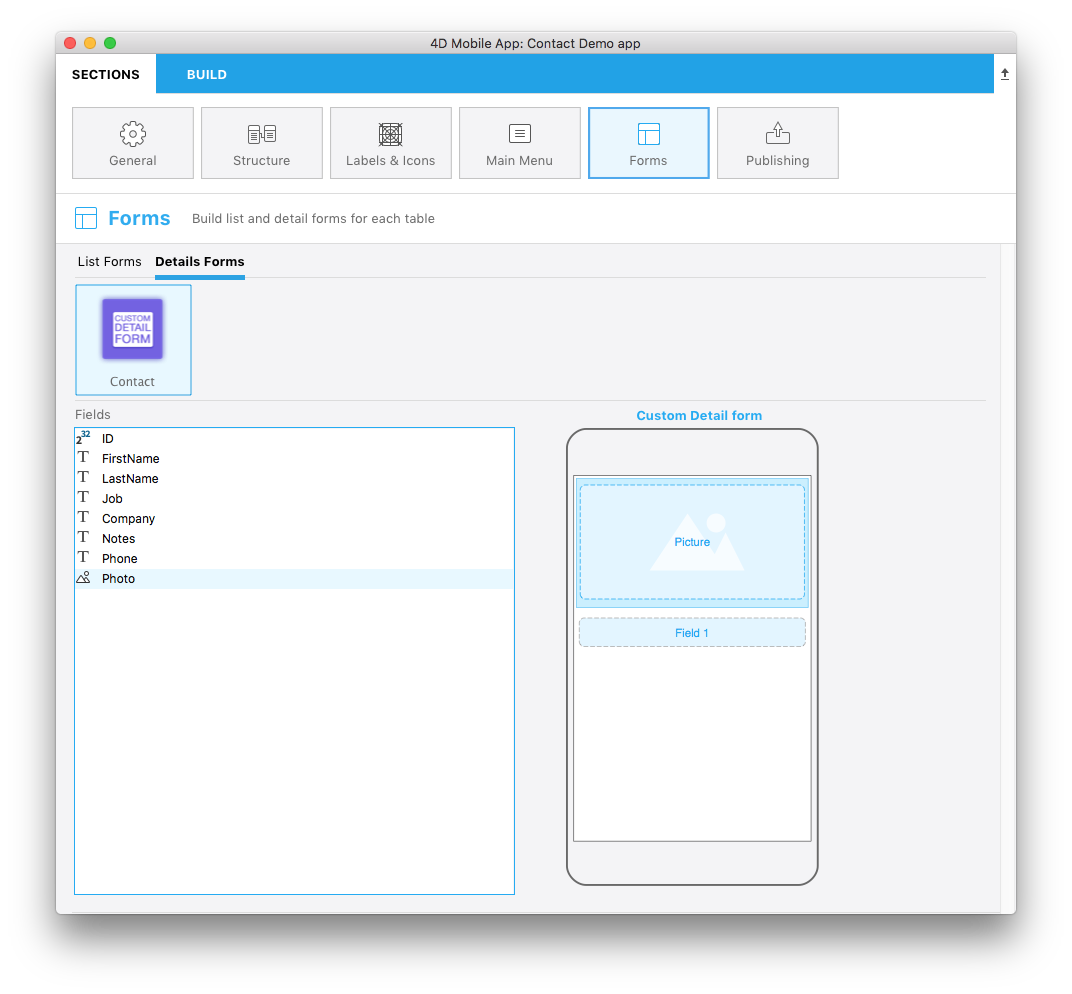 4D Mobile App: Contact Demo app
SECTIONS BUILD
General Structure Labels & Icons Main Menu Forms Publishing
Forms Build list and detail forms for each table
List Forms Details Forms
CUSTOM
DETAIL
FORM
Contact
Fields
Custom Detail form
2 32 ID
T FirstName
T LastName
T Job
T Company
T Notes
T Phone
Photo
Picture
Field 1